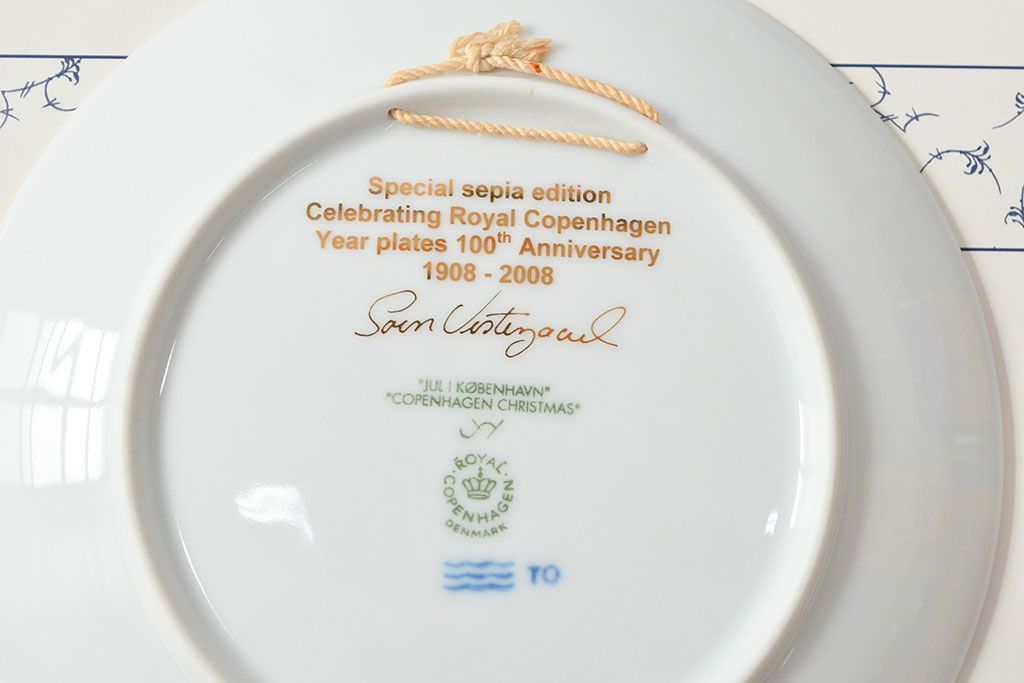 Special sepia edition
Celebrating Royal Copenhagen
Year plates 100th Anniversary
1908 - 2008
"JUL I KØBENHAVN"
"COPENHAGEN CHRISTMAS"
ROYAL
COPENHAGEN
DENMARK
TO